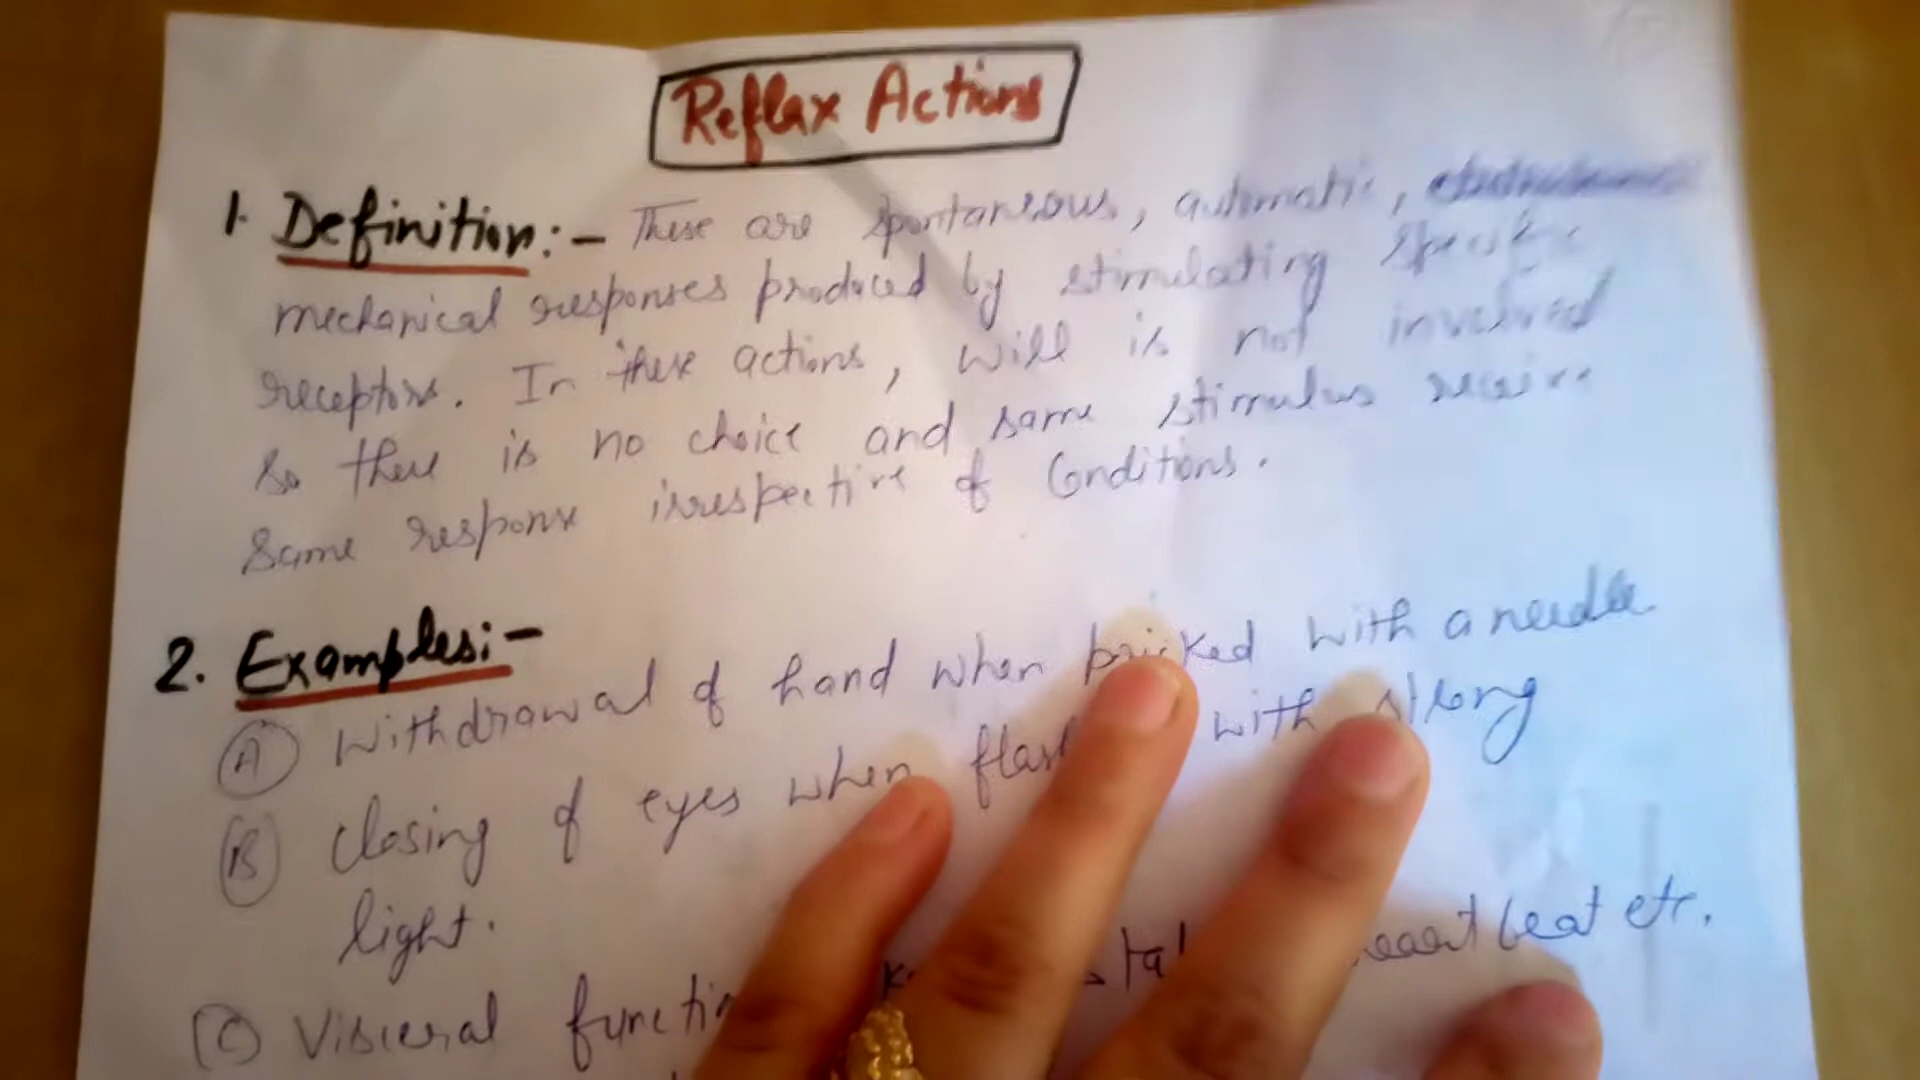 Reflax Actions
1. Definition:- These are spontaneous, automatic,
mechanical responses produced by stimulating specific
receptors. In these actions, will is not involved
So there is no choice and same stimulus receive
Same response irrespective of Conditions.
2. Examples:-
(A) Withdrawal of hand when pricked with a needle
(B) closing of eyes when with strong
light.
(C) Visceral beat etc.